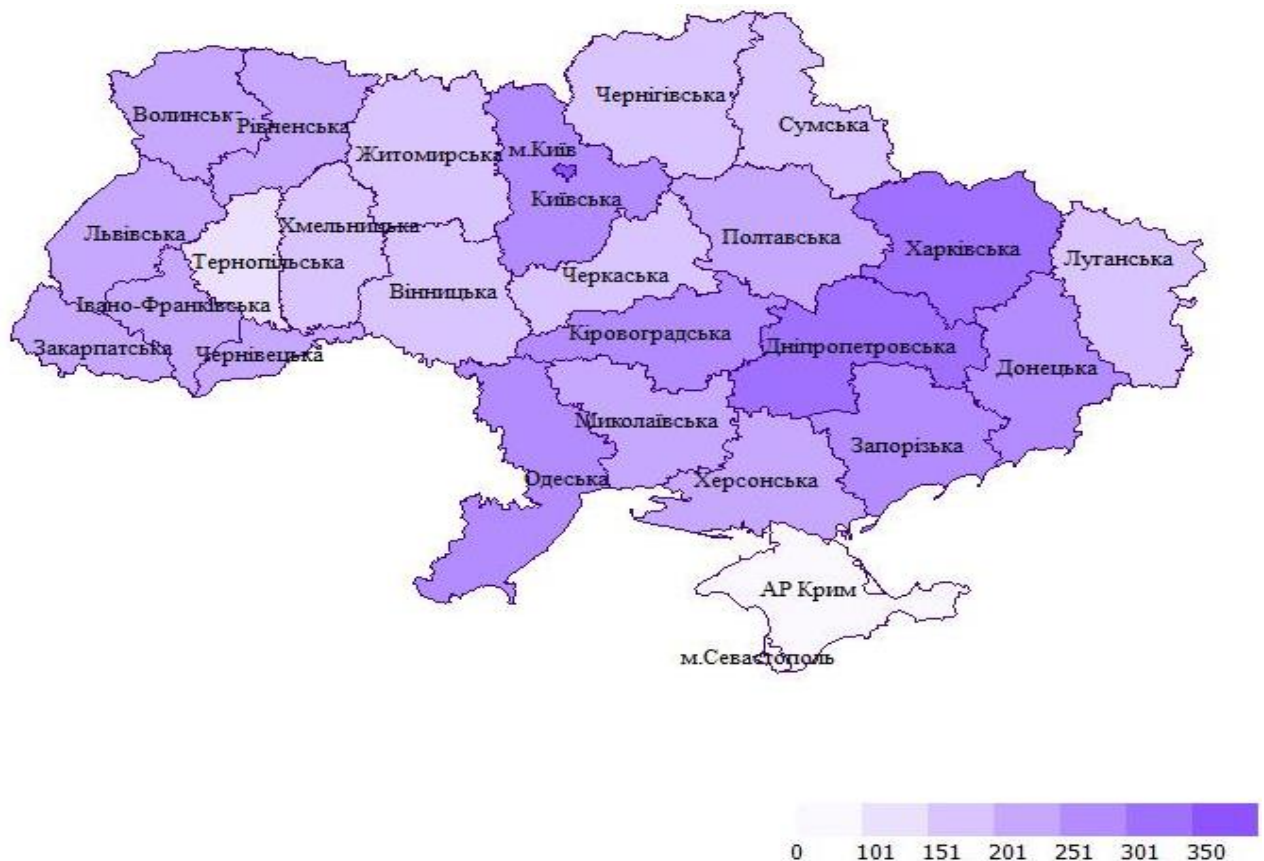 Чернігівська
Сумська
Волинськ
Рівненська
Житомирська
м.Київ
Київська
Хмельницька
Львівська
Полтавська
Харківська
Луганська
Тернопільська
Черкаська
Вінницька
Івано-Франківська
Кіровоградська
Дніпропетровська
Закарпатська
Чернівецька
Донецька
Миколаївська
Запорізька
Одеська
Херсонська
АР Крим
м.Севастополь
0 101 151 201 251 301 350